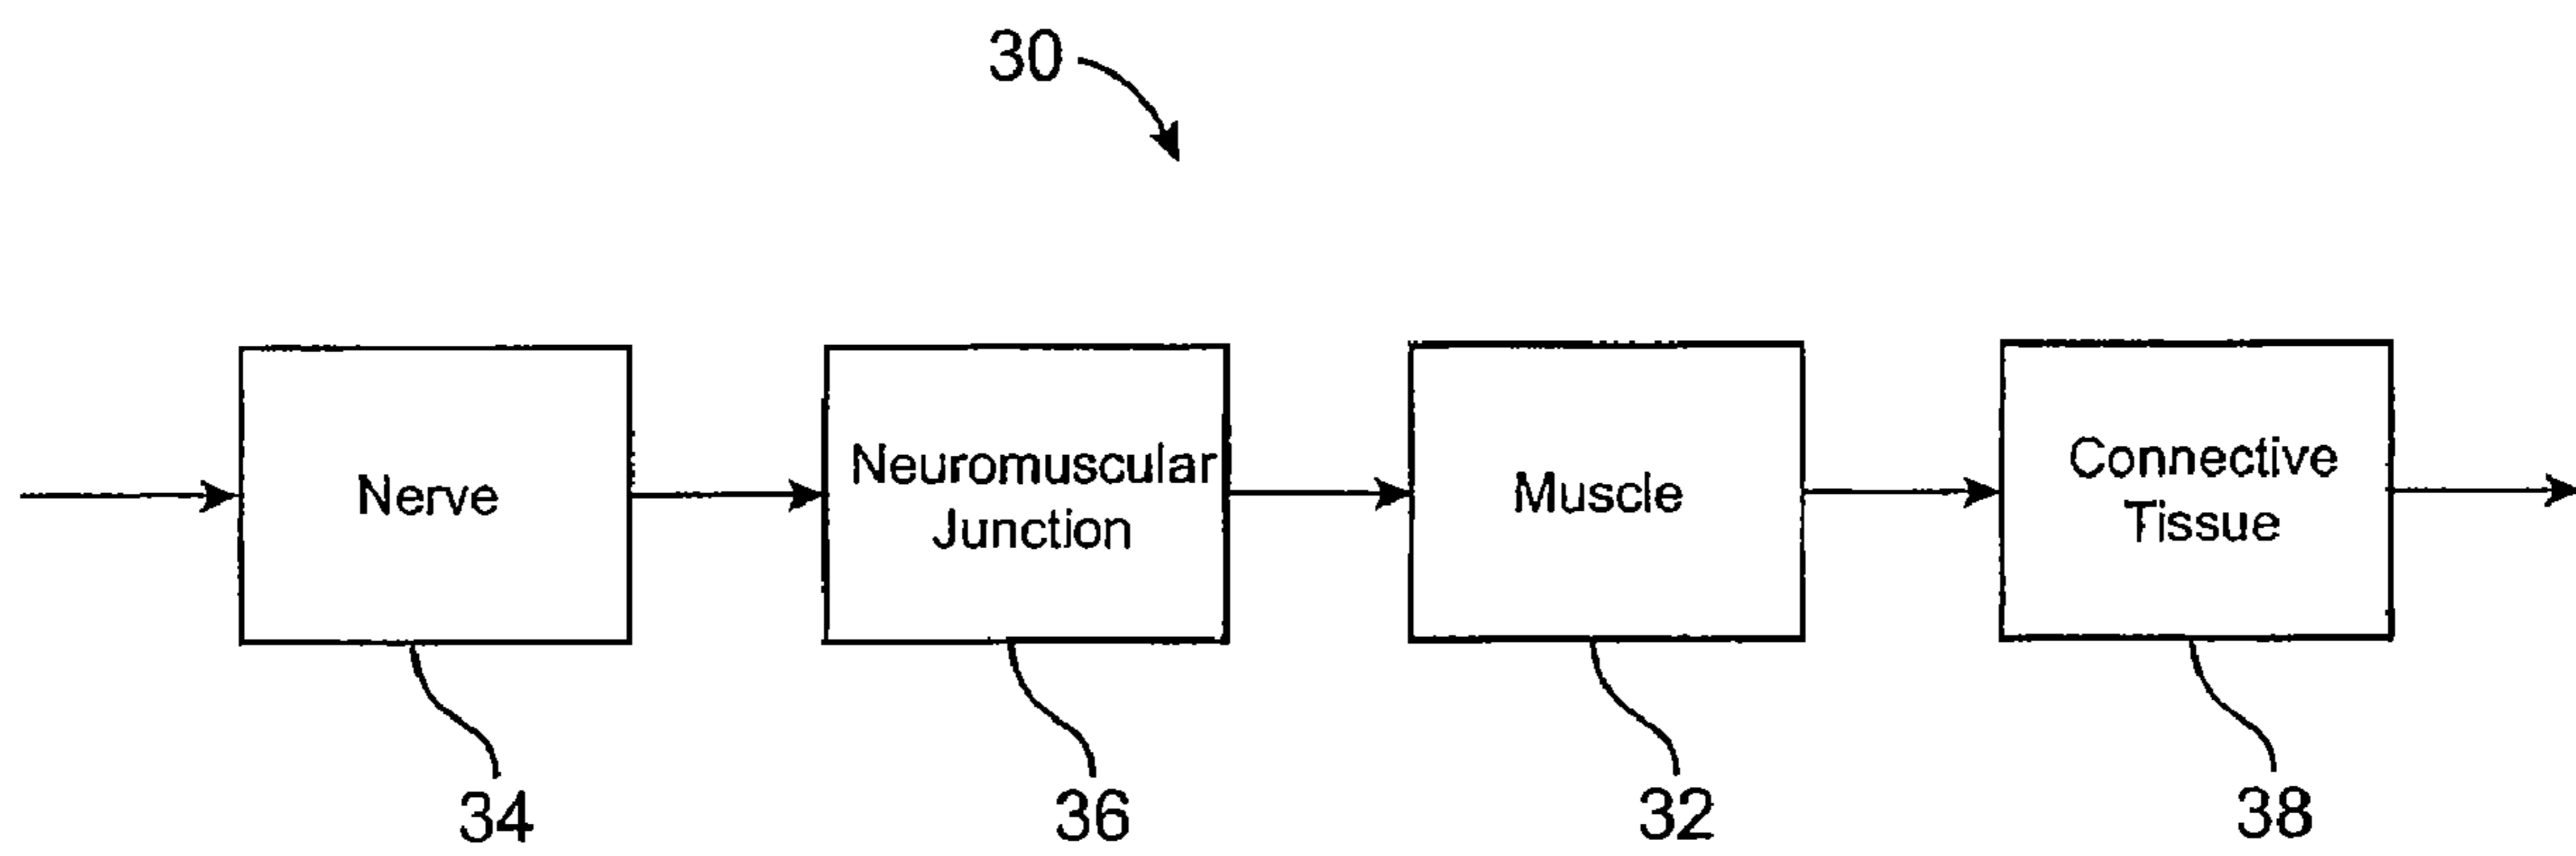 30
Nerve
Neuromuscular
Junction
Muscle
Connective
Tissue
34
36
32
38